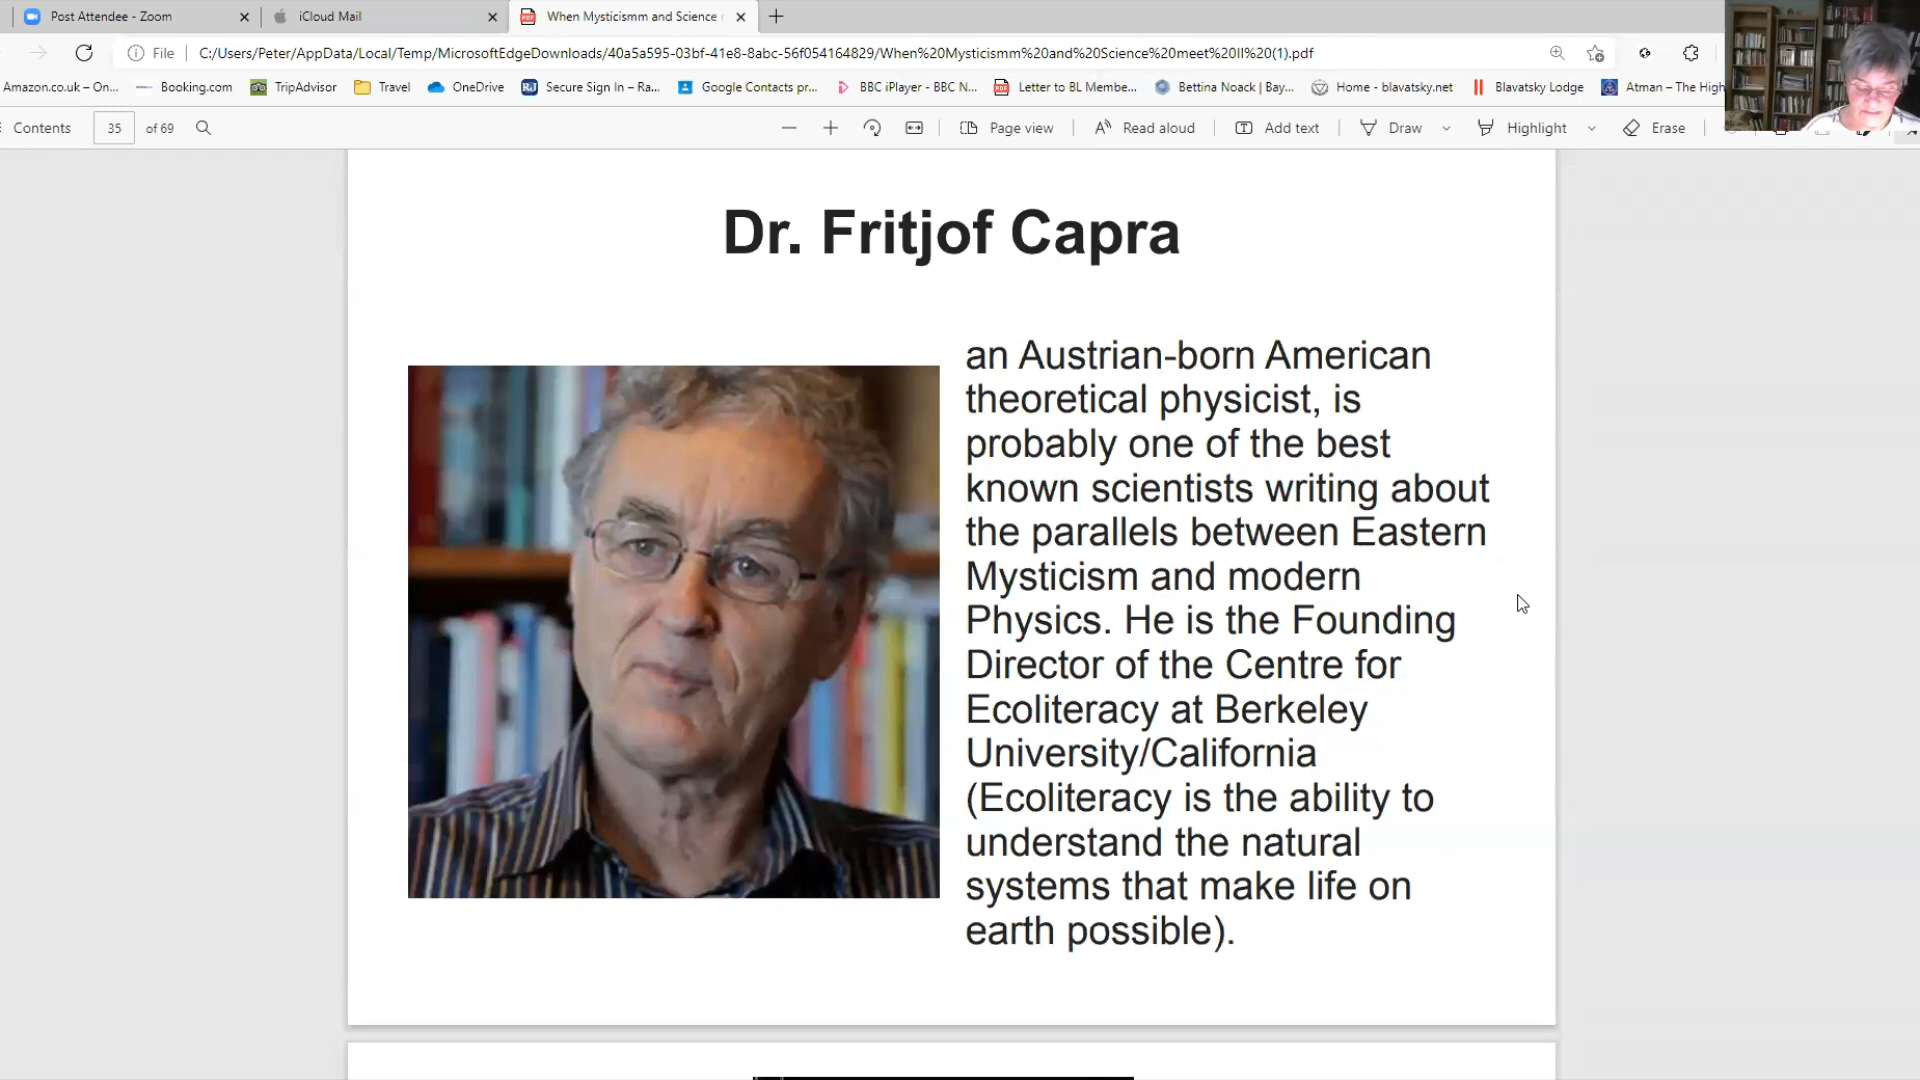 Post Attendee - Zoom
iCloud Mail
When Mysticismm and Science
File
C:/Users/Peter/AppData/Local/Temp/MicrosoftEdgeDownloads/40a5a595-03bf-41e8-8abc-56f054164829/When%20Mysticismm%20and%20Science%20meet%20II%20(1).pdf
Amazon.co.uk – On...
Booking.com
TripAdvisor
Travel
OneDrive
Secure Sign In – Ra...
Google Contacts pr...
BBC iPlayer - BBC N...
Letter to BL Membe...
Bettina Noack | Bay...
Home - blavatsky.net
Blavatsky Lodge
Atman – The High
Contents
35
of 69
Page view
Read aloud
Add text
Draw
Highlight
Erase
Dr. Fritjof Capra
an Austrian-born American
theoretical physicist, is
probably one of the best
known scientists writing about
the parallels between Eastern
Mysticism and modern
Physics. He is the Founding
Director of the Centre for
Ecoliteracy at Berkeley
University/California
(Ecoliteracy is the ability to
understand the natural
systems that make life on
earth possible).